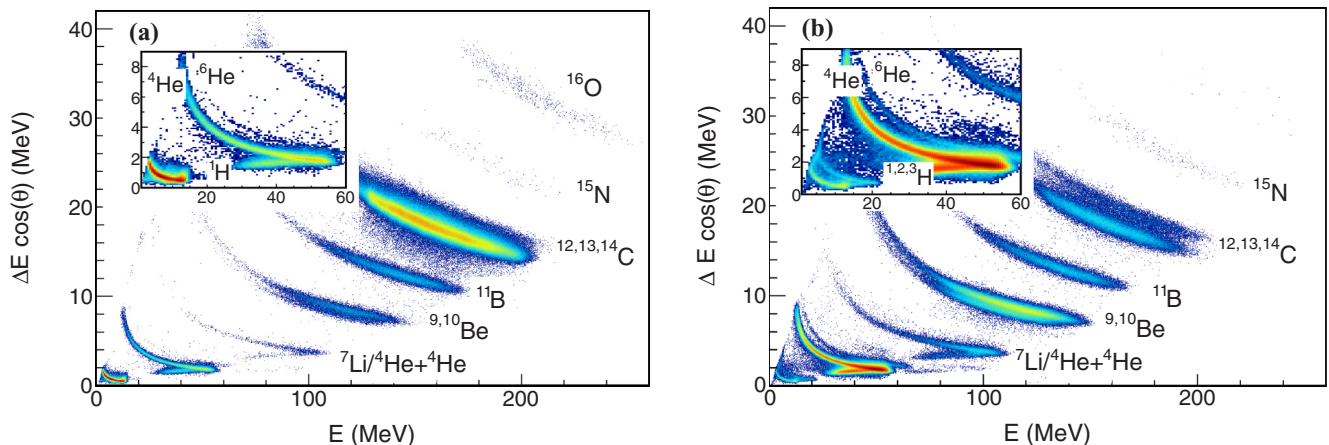 (a)
ΔE cos(θ) (MeV)
40
30
20
10
0
8
6
4
2
⁴He
⁶He
¹H
20 40 60
¹⁶O
¹⁵N
¹²,¹³,¹⁴C
¹¹B
⁹,¹⁰Be
⁷Li/⁴He+⁴He
0 100 200
E (MeV)
(b)
Δ E cos(θ) (MeV)
40
30
20
10
0
8
6
4
2
0
⁴He
⁶He
¹,²,³H
20 40 60
¹⁵N
¹²,¹³,¹⁴C
¹¹B
⁹,¹⁰Be
⁷Li/⁴He+⁴He
0 100 200
E (MeV)